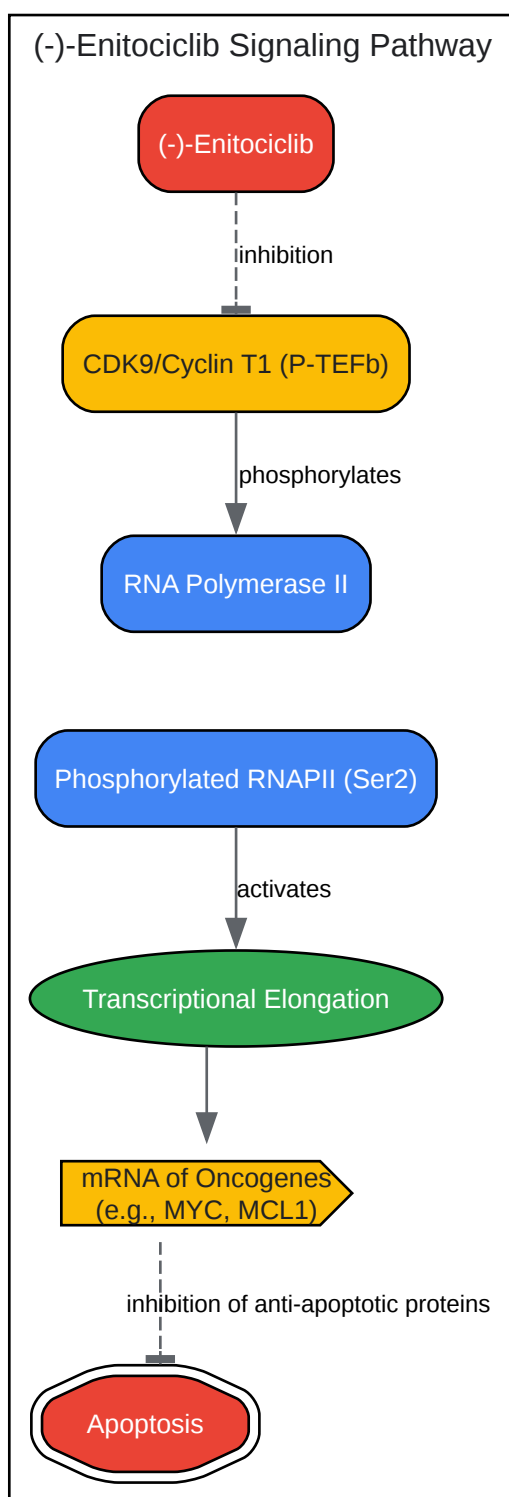 (-)-Enitociclib Signaling Pathway
(-)-Enitociclib
inhibition
CDK9/Cyclin T1 (P-TEFb)
phosphorylates
RNA Polymerase II
Phosphorylated RNAPII (Ser2)
activates
Transcriptional Elongation
mRNA of Oncogenes
(e.g., MYC, MCL1)
inhibition of anti-apoptotic proteins
Apoptosis